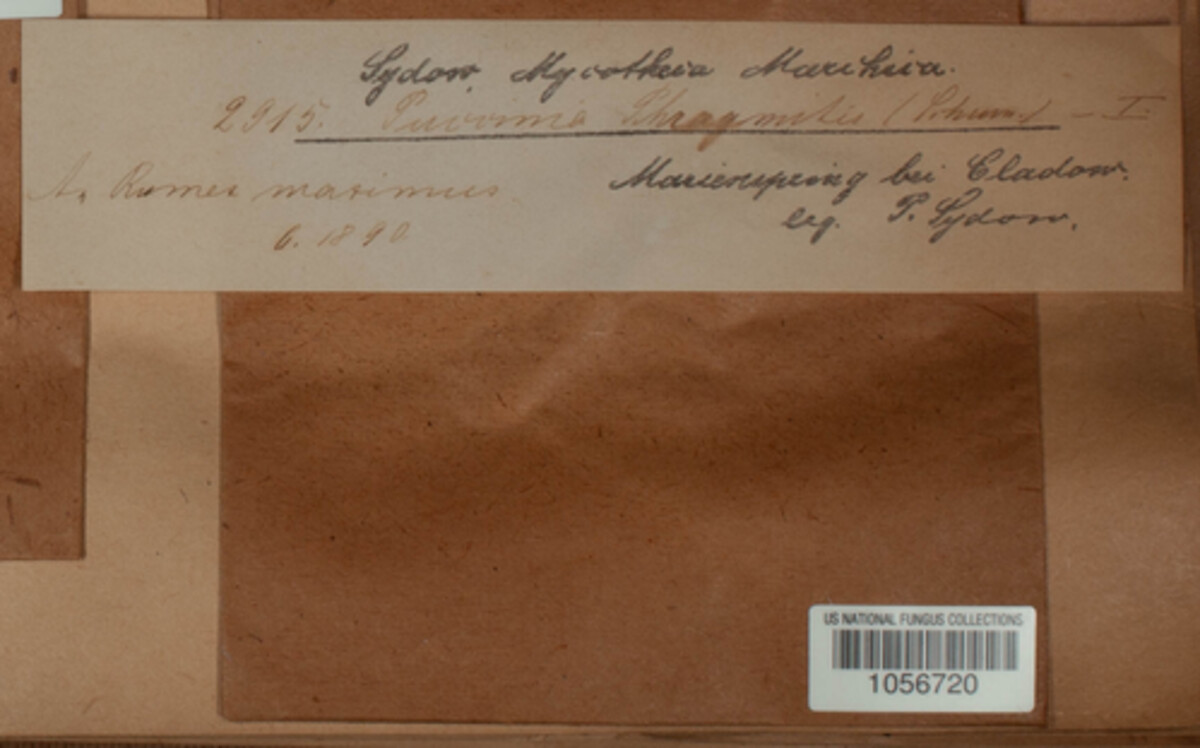 Sydow, Mycotheca Marchica.
2915. Puccinia Phragmitis (Schum.) – I.
A. Rumex maximus
6. 1890
Mariespring bei Cladow.
leg. P. Sydow.
US NATIONAL FUNGUS COLLECTIONS
1056720